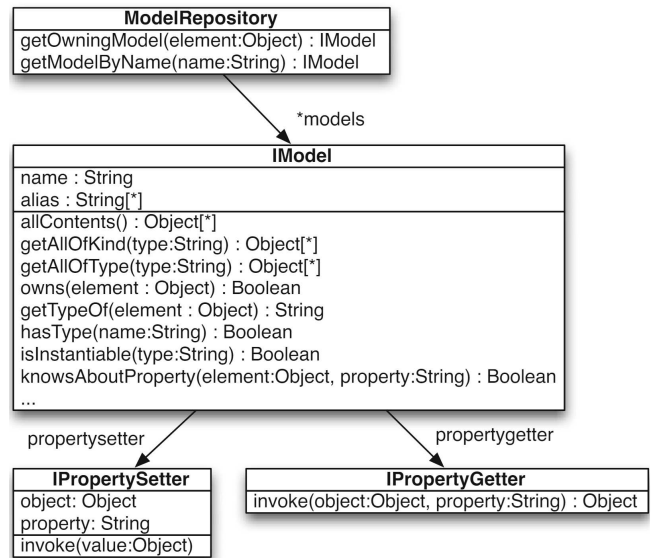 ModelRepository
getOwningModel(element:Object) : IModel
getModelByName(name:String) : IModel
*models
IModel
name : String
alias : String[*]
allContents() : Object[*]
getAllOfKind(type:String) : Object[*]
getAllOfType(type:String) : Object[*]
owns(element : Object) : Boolean
getTypeOf(element : Object) : String
hasType(name:String) : Boolean
isInstantiable(type:String) : Boolean
knowsAboutProperty(element:Object, property:String) : Boolean
...
propertysetter
propertygetter
IPropertySetter
object: Object
property: String
invoke(value:Object)
IPropertyGetter
invoke(object:Object, property:String) : Object